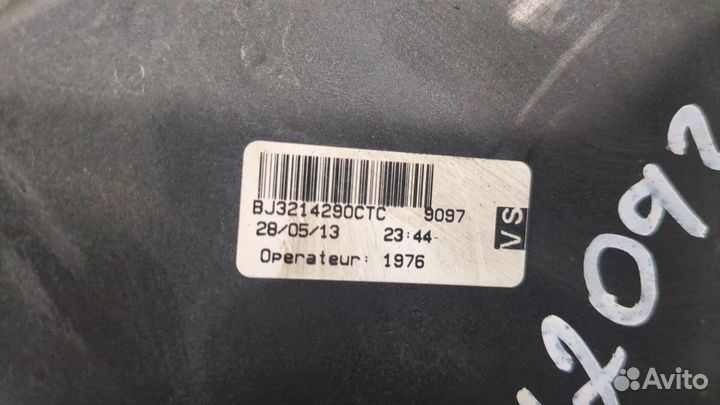 BJ3214290CTC 9097
28/05/13 23:44
Operateur: 1976
VS
Avito